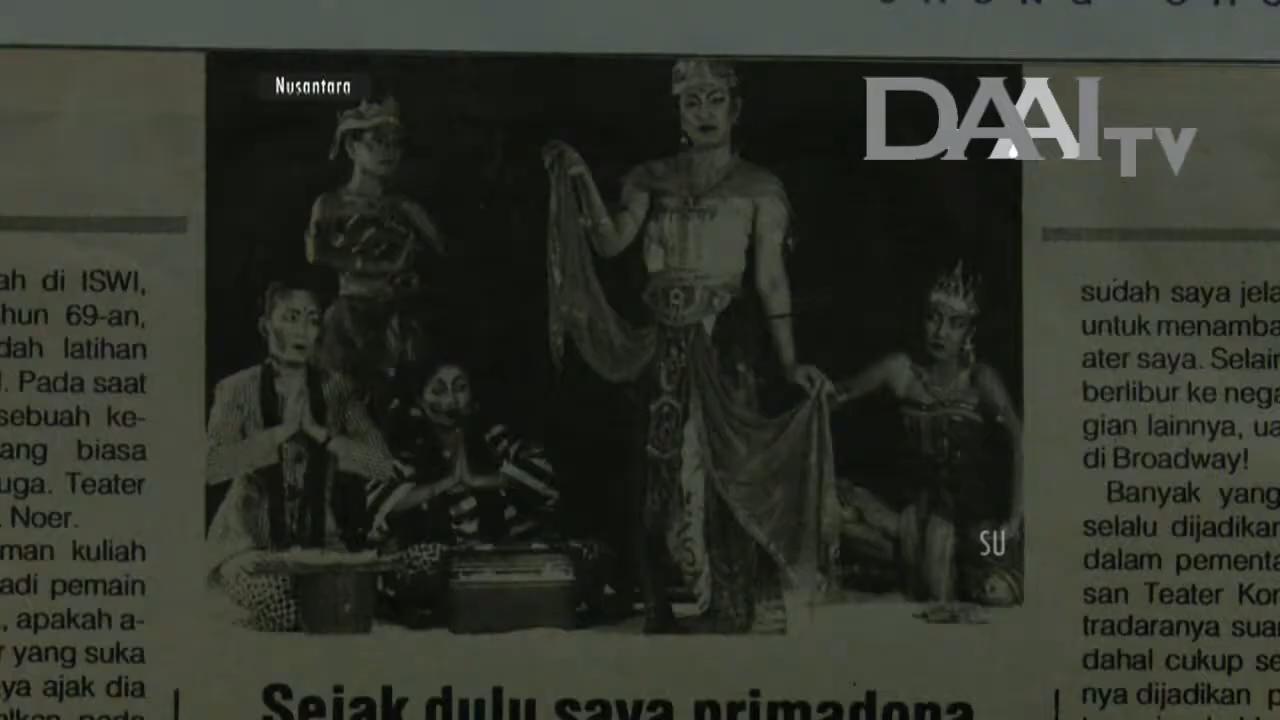 Nusantara
DAAI TV
ah di ISWI,
hun 69-an,
dah latihan
. Pada saat
sebuah ke-
ang biasa
uga. Teater
. Noer.
man kuliah
adi pemain
, apakah a-
r yang suka
ya ajak dia
SU
Sejak dulu saya primadona
sudah saya jela
untuk menamba
ater saya. Selain
berlibur ke nega
gian lainnya, ua
di Broadway!
Banyak yang
selalu dijadikan
dalam pementa
san Teater Kor
tradaranya suar
dahal cukup se
nya dijadikan p